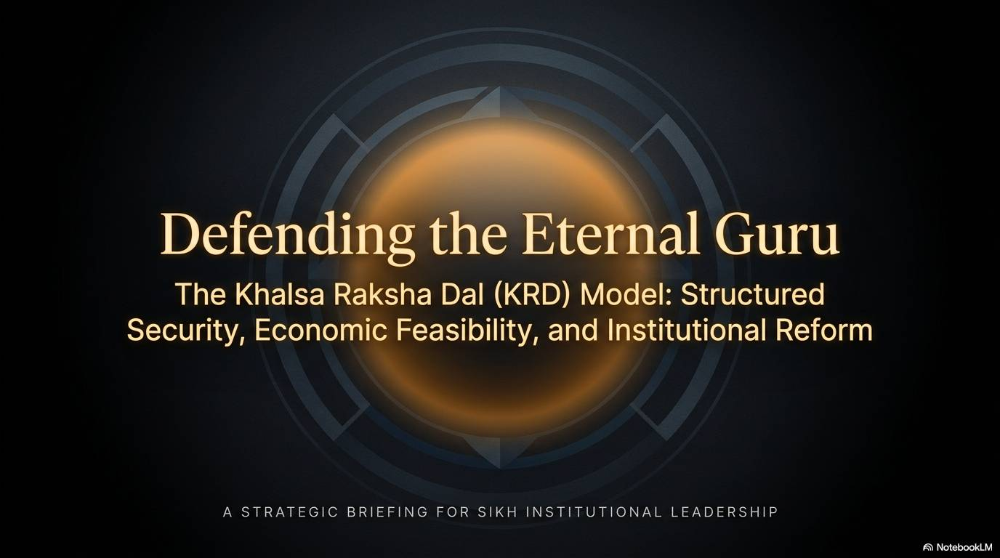 Defending the Eternal Guru
The Khalsa Raksha Dal (KRD) Model: Structured
Security, Economic Feasibility, and Institutional Reform
A STRATEGIC BRIEFING FOR SIKH INSTITUTIONAL LEADERSHIP
NotebookLM